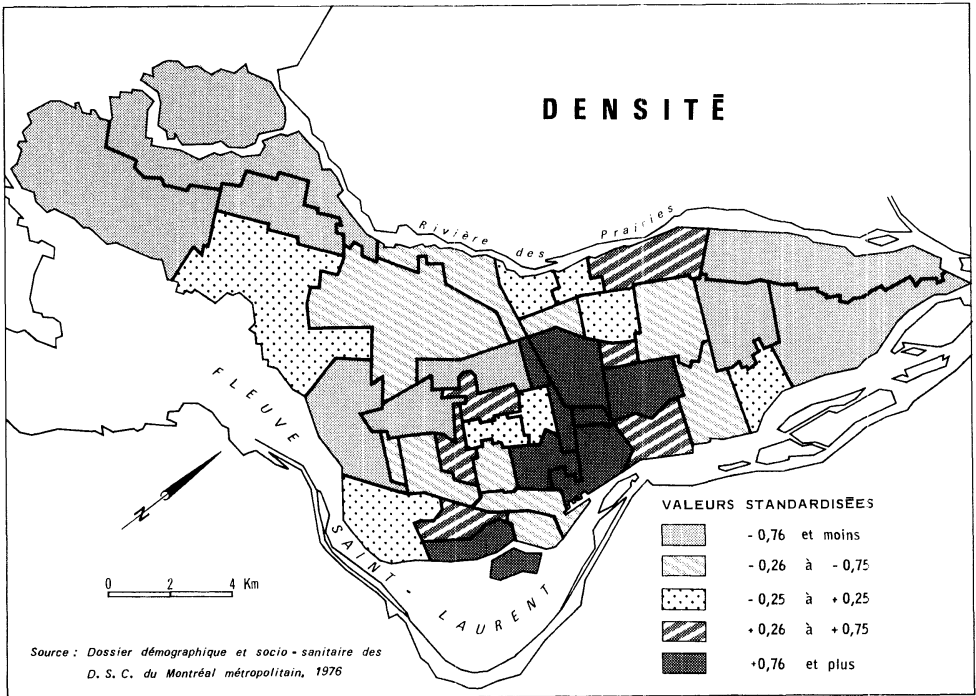 DENSITĒ
Rivière des Prairies
FLEUVE SAINT-LAURENT
N
0 2 4 Km
VALEURS STANDARDISĒES
- 0,76 et moins
- 0,26 à - 0,75
- 0,25 à + 0,25
+ 0,26 à + 0,75
+0,76 et plus
Source : Dossier démographique et socio - sanitaire des
D. S. C. du Montréal métropolitain, 1976